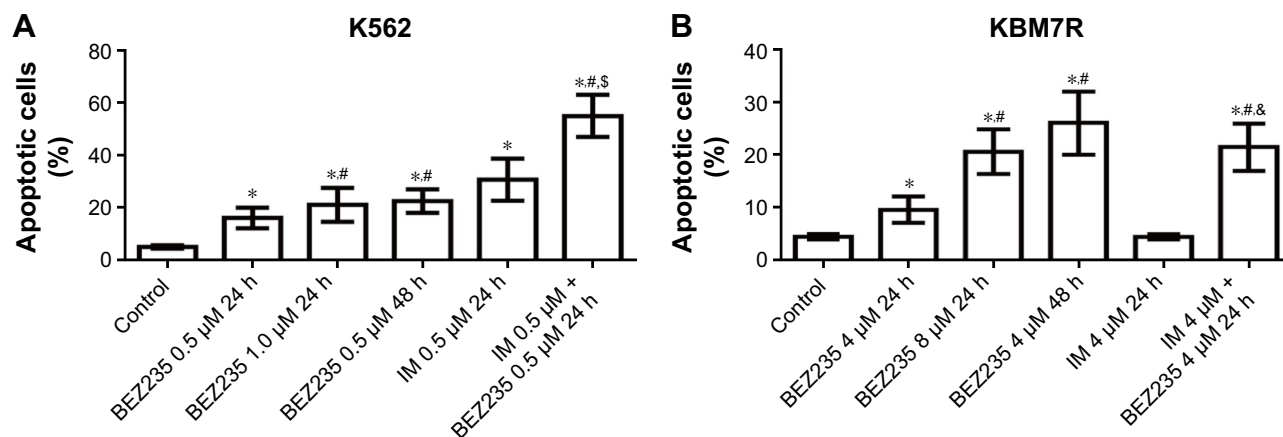 A
K562
Apoptotic cells
(%)
80
60
40
20
0
*
*,#
*,#
*
*,#,$
Control
BEZ235 0.5 μM 24 h
BEZ235 1.0 μM 24 h
BEZ235 0.5 μM 48 h
IM 0.5 μM 24 h
IM 0.5 μM +
BEZ235 0.5 μM 24 h
B
KBM7R
Apoptotic cells
(%)
40
30
20
10
0
*
*,#
*,#
*,#,&
Control
BEZ235 4 μM 24 h
BEZ235 8 μM 24 h
BEZ235 4 μM 48 h
IM 4 μM 24 h
IM 4 μM +
BEZ235 4 μM 24 h